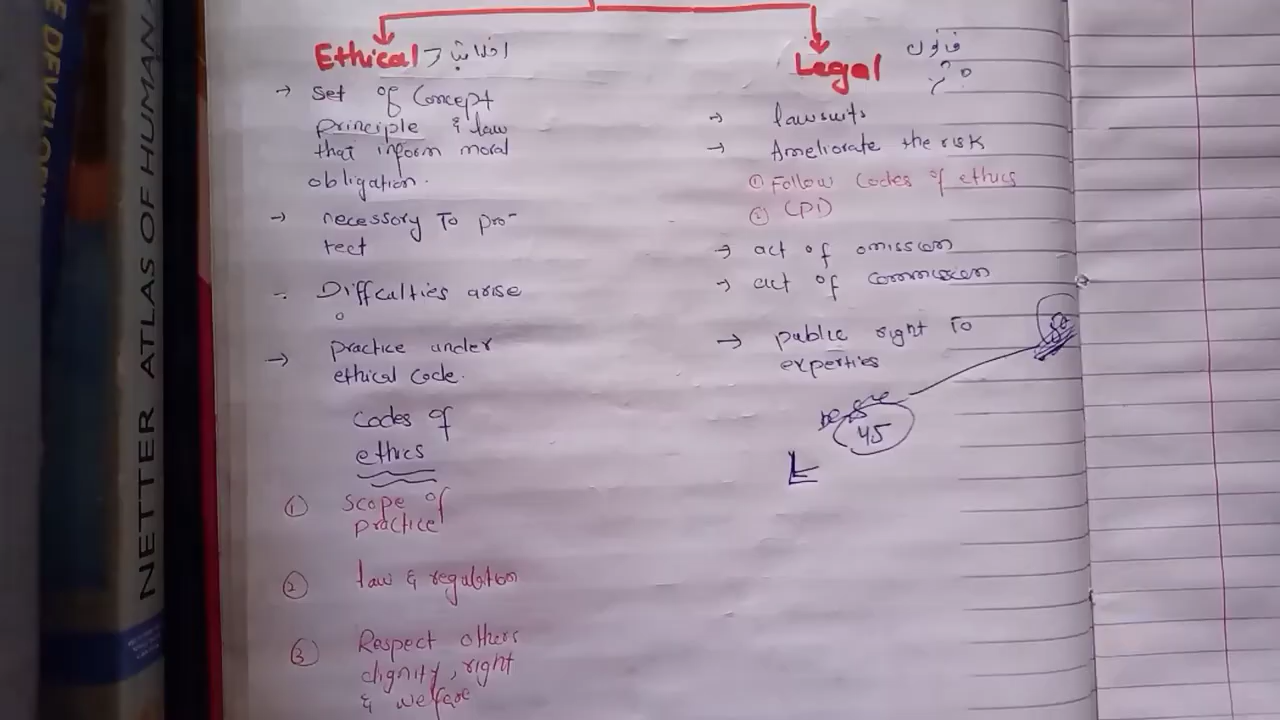 E DEVELO
NETTER ATLAS OF HUMAN A
Ethical
→ set of Concept
principle & law
that inform moral
obligation.
→ necessary To pro-
tect
- Difficulties arise
→ practice under
ethical code.
Codes of
ethics
① Scope of
practice
② law & regulation
③ Respect others
dignity, right
& welfare
Legal
→ lawsuits
→ Ameliorate the risk
① Follow Codes of ethics
②
→ act of omission
→ act of Commission
→ public right To
experties
45